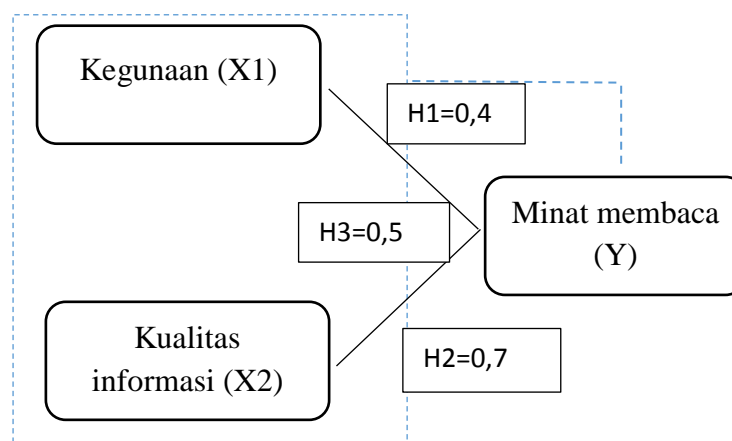 Kegunaan (X1)
H1=0,4
Minat membaca
(Y)
H3=0,5
Kualitas
informasi (X2)
H2=0,7